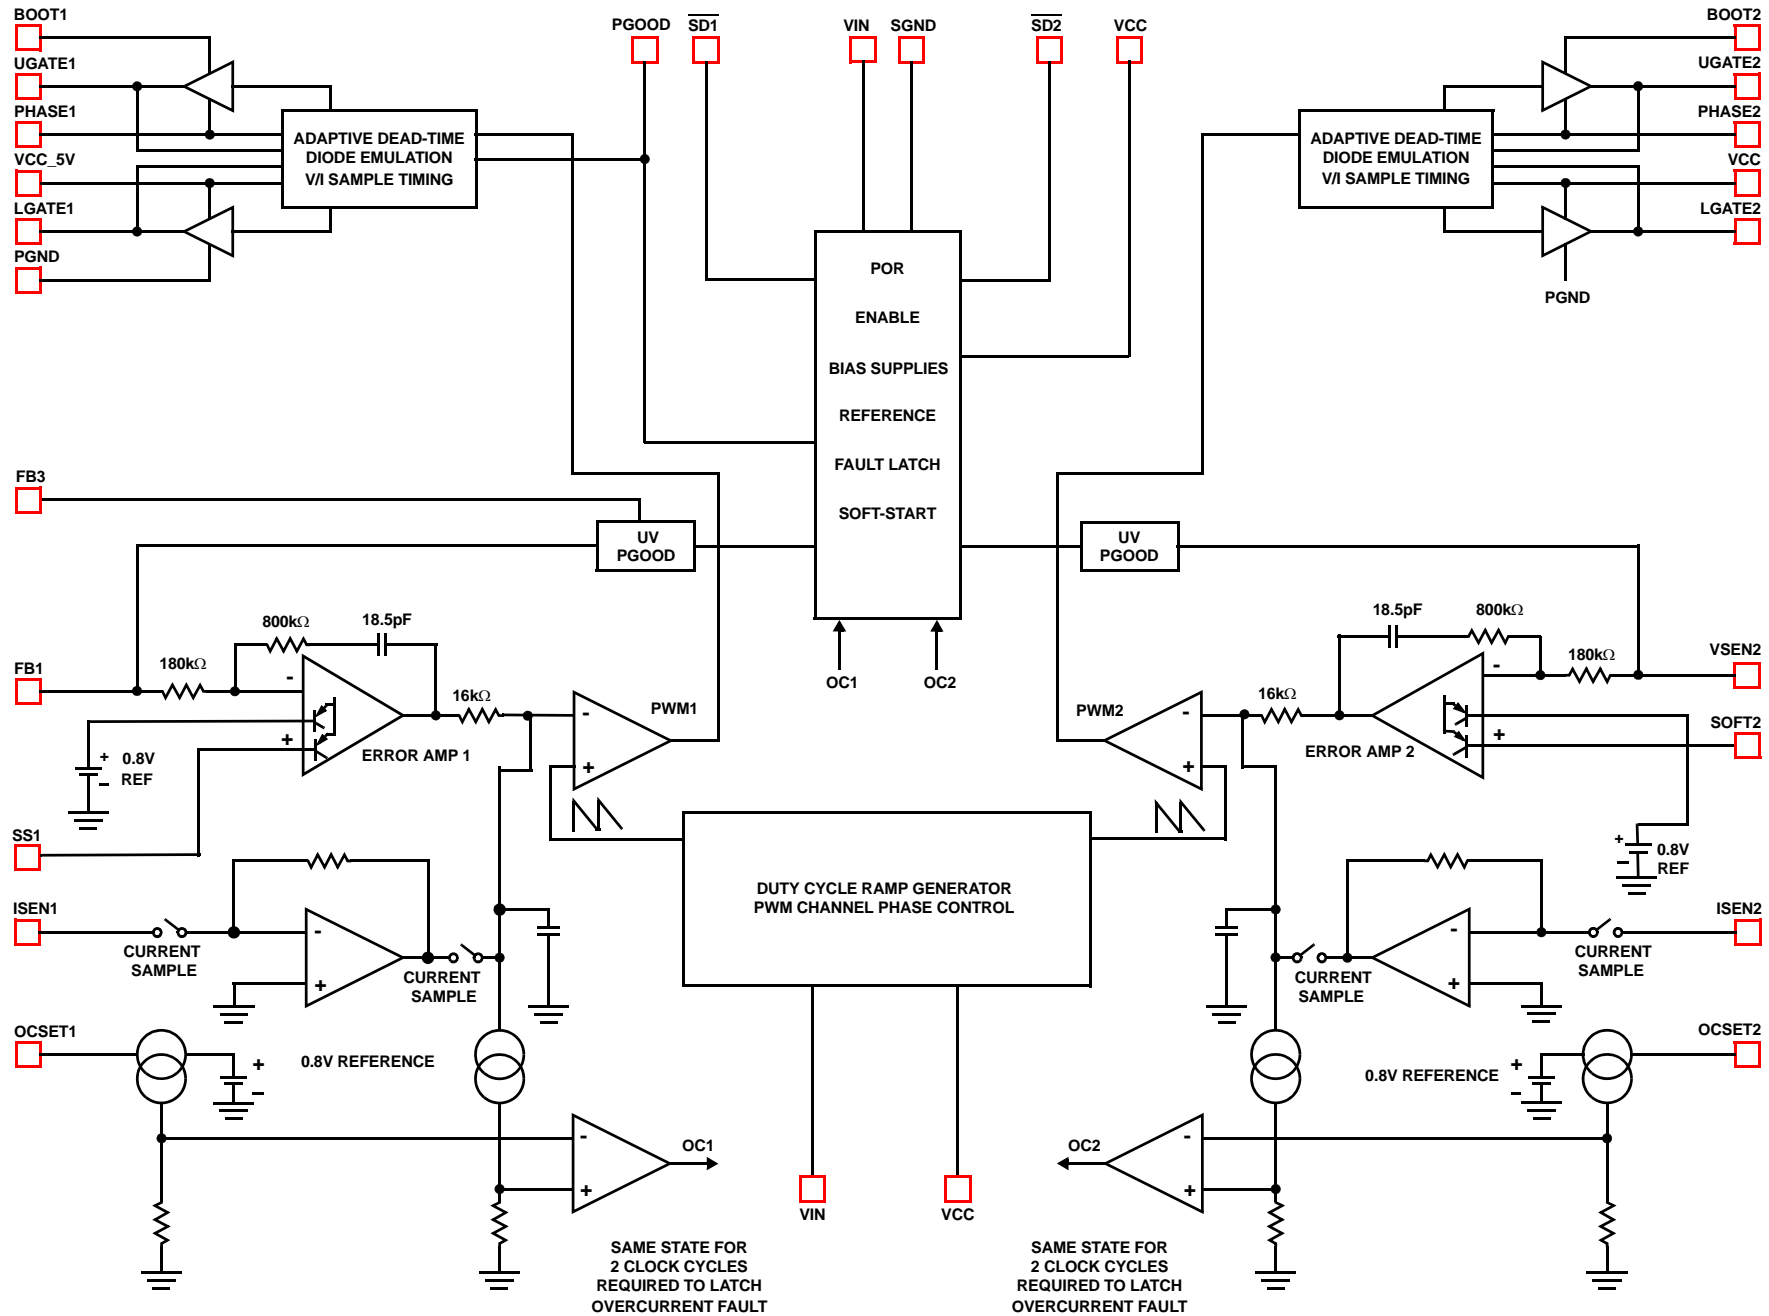 BOOT1
UGATE1
PHASE1
VCC_5V
LGATE1
PGND
ADAPTIVE DEAD-TIME
DIODE EMULATION
V/I SAMPLE TIMING
PGOOD
SD1
VIN
SGND
SD2
VCC
BOOT2
UGATE2
PHASE2
VCC
LGATE2
PGND
ADAPTIVE DEAD-TIME
DIODE EMULATION
V/I SAMPLE TIMING
POR
ENABLE
BIAS SUPPLIES
REFERENCE
FAULT LATCH
SOFT-START
OC1
OC2
FB3
UV
PGOOD
UV
PGOOD
FB1
180kΩ
800kΩ
18.5pF
-
+
ERROR AMP 1
16kΩ
-
+
PWM1
+
-
0.8V
REF
SS1
18.5pF
800kΩ
180kΩ
VSEN2
-
+
ERROR AMP 2
16kΩ
PWM2
-
+
SOFT2
+
-
0.8V
REF
DUTY CYCLE RAMP GENERATOR
PWM CHANNEL PHASE CONTROL
VIN
VCC
ISEN1
CURRENT
SAMPLE
-
+
CURRENT
SAMPLE
ISEN2
CURRENT
SAMPLE
-
+
CURRENT
SAMPLE
OCSET1
+
-
0.8V REFERENCE
-
+
OC1
SAME STATE FOR
2 CLOCK CYCLES
REQUIRED TO LATCH
OVERCURRENT FAULT
OCSET2
0.8V REFERENCE
+
-
OC2
-
+
SAME STATE FOR
2 CLOCK CYCLES
REQUIRED TO LATCH
OVERCURRENT FAULT